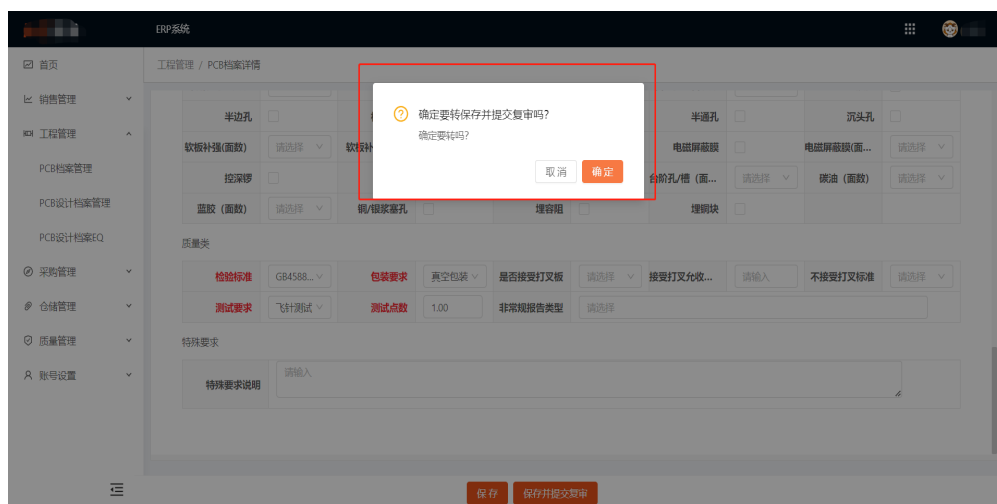 ERP系统
首页
工程管理 / PCB档案详情
销售管理
工程管理
PCB档案管理
PCB设计档案管理
PCB设计档案EQ
采购管理
仓储管理
质量管理
账号设置
确定要转保存并提交复审吗?
确定要转吗?
取 消
确 定
半边孔 半通孔 沉头孔
软板补强(面数) 请选择 电磁屏蔽膜 电磁屏蔽膜(面... 请选择
控深锣 台阶孔/槽（面... 请选择 碳油（面数） 请选择
蓝胶（面数） 请选择 铜/银浆塞孔 埋容阻 埋铜块
质量类
检验标准 GB4588... 包装要求 真空包装 是否接受打叉板 请选择 接受打叉允收... 请输入 不接受打叉标准 请选择
测试要求 飞针测试 测试点数 1.00 非常规报告类型 请选择
特殊要求
特殊要求说明 请输入
保 存 保存并提交复审